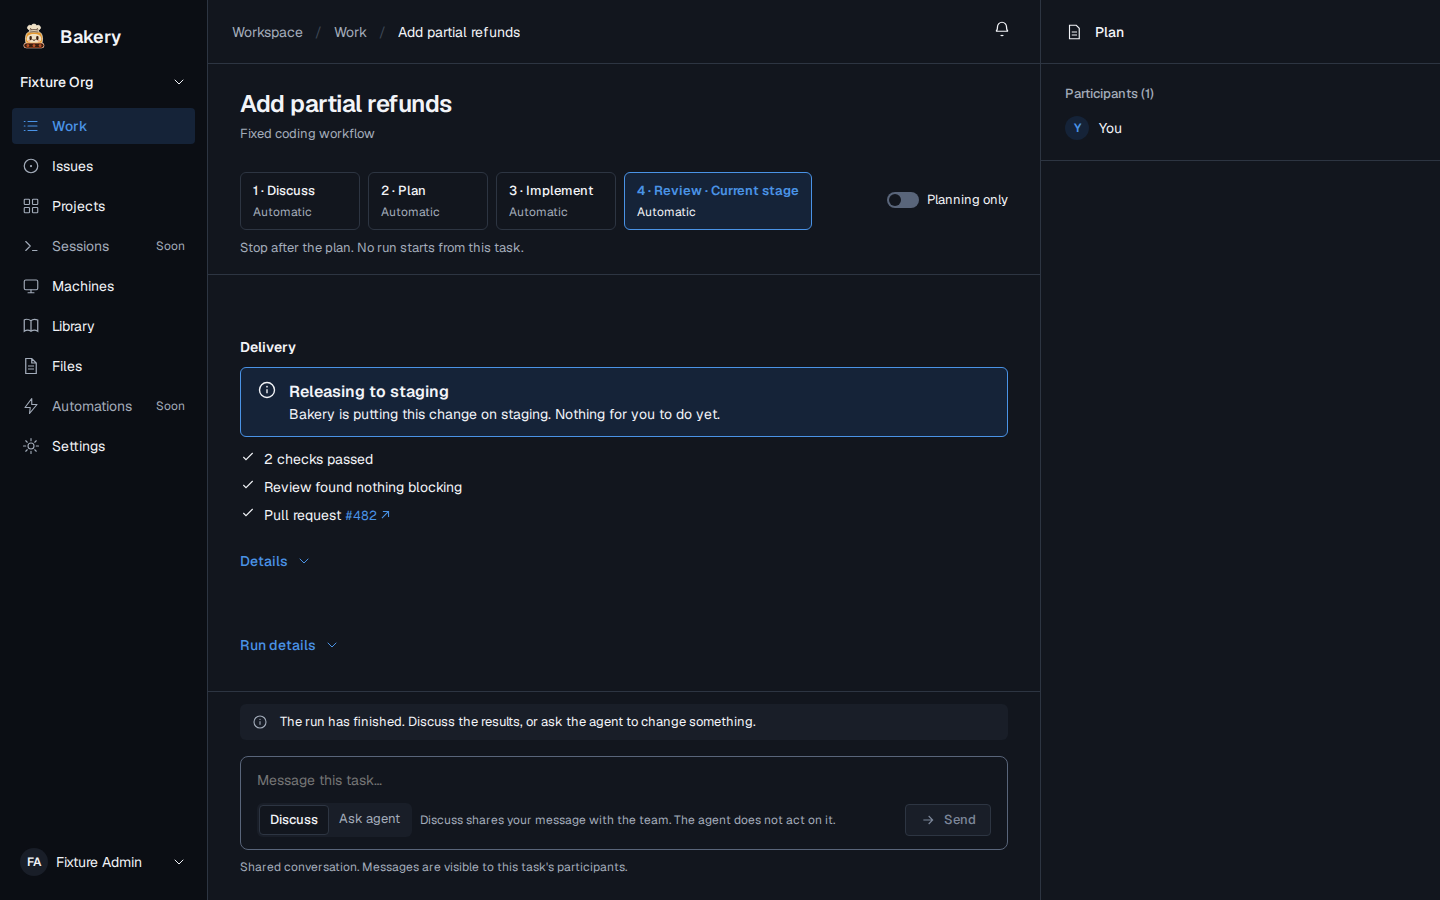 Bakery
Fixture Org
Work
Issues
Projects
Sessions Soon
Machines
Library
Files
Automations Soon
Settings
FA Fixture Admin
Workspace / Work / Add partial refunds
Add partial refunds
Fixed coding workflow
1 · Discuss
Automatic
2 · Plan
Automatic
3 · Implement
Automatic
4 · Review · Current stage
Automatic
Planning only
Stop after the plan. No run starts from this task.
Delivery
Releasing to staging
Bakery is putting this change on staging. Nothing for you to do yet.
2 checks passed
Review found nothing blocking
Pull request #482
Details
Run details
The run has finished. Discuss the results, or ask the agent to change something.
Message this task...
Discuss Ask agent Discuss shares your message with the team. The agent does not act on it. Send
Shared conversation. Messages are visible to this task's participants.
Plan
Participants (1)
Y You